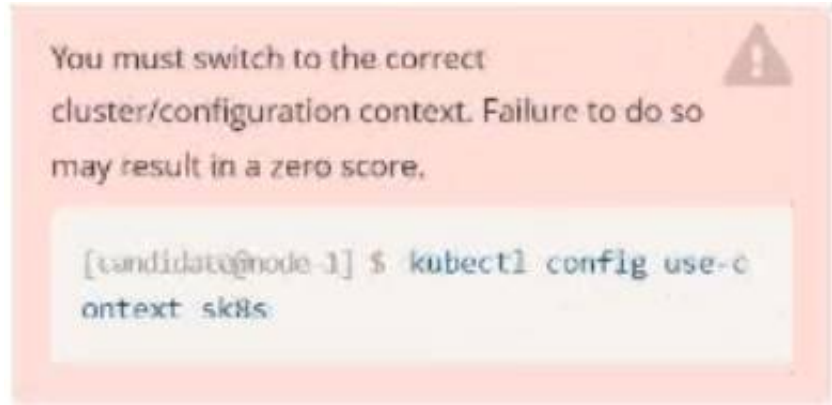 You must switch to the correct
cluster/configuration context. Failure to do so
may result in a zero score.
[candidate@node-1] $ kubectl config use-c
ontext sk8s